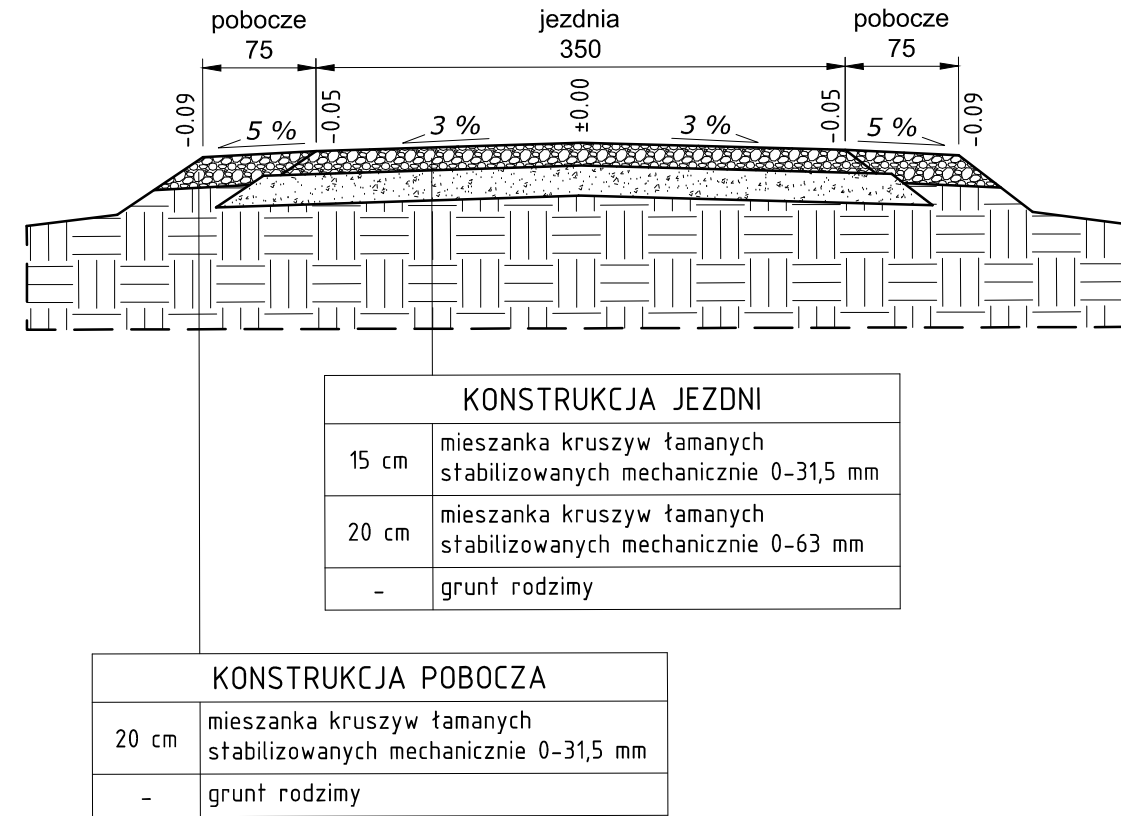 pobocze
75
jezdnia
350
pobocze
75
-0.09
5 %
-0.05
3 %
±0.00
3 %
-0.05
5 %
-0.09
KONSTRUKCJA JEZDNI
15 cm
mieszanka kruszyw łamanych
stabilizowanych mechanicznie 0-31,5 mm
20 cm
mieszanka kruszyw łamanych
stabilizowanych mechanicznie 0-63 mm
-
grunt rodzimy
KONSTRUKCJA POBOCZA
20 cm
mieszanka kruszyw łamanych
stabilizowanych mechanicznie 0-31,5 mm
-
grunt rodzimy